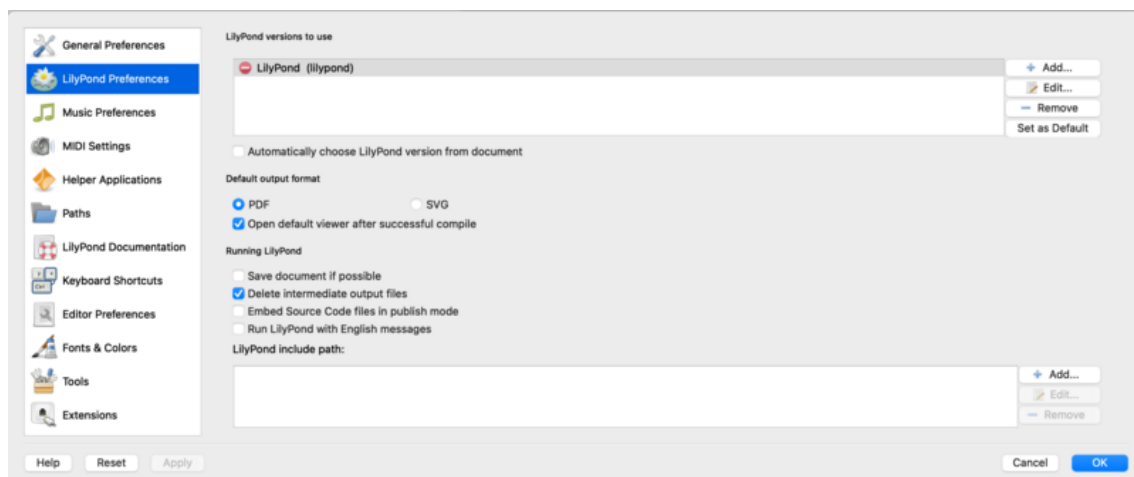 General Preferences
LilyPond Preferences
Music Preferences
MIDI Settings
Helper Applications
Paths
LilyPond Documentation
Keyboard Shortcuts
Editor Preferences
Fonts & Colors
Tools
Extensions
LilyPond versions to use
LilyPond (lilypond)
Add...
Edit...
Remove
Set as Default
Automatically choose LilyPond version from document
Default output format
PDF SVG
Open default viewer after successful compile
Running LilyPond
Save document if possible
Delete intermediate output files
Embed Source Code files in publish mode
Run LilyPond with English messages
LilyPond include path:
Add...
Edit...
Remove
Help Reset Apply Cancel OK